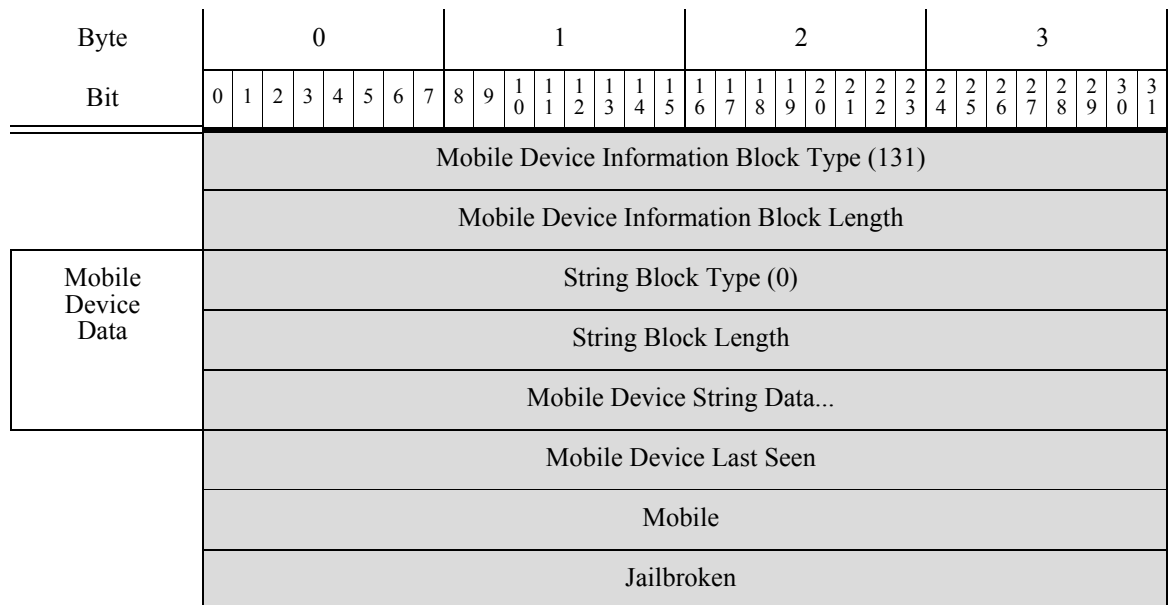 Byte 0 1 2 3
Bit 0 1 2 3 4 5 6 7 8 9 10 11 12 13 14 15 16 17 18 19 20 21 22 23 24 25 26 27 28 29 30 31
Mobile Device Information Block Type (131)
Mobile Device Information Block Length
Mobile
Device
Data
String Block Type (0)
String Block Length
Mobile Device String Data...
Mobile Device Last Seen
Mobile
Jailbroken